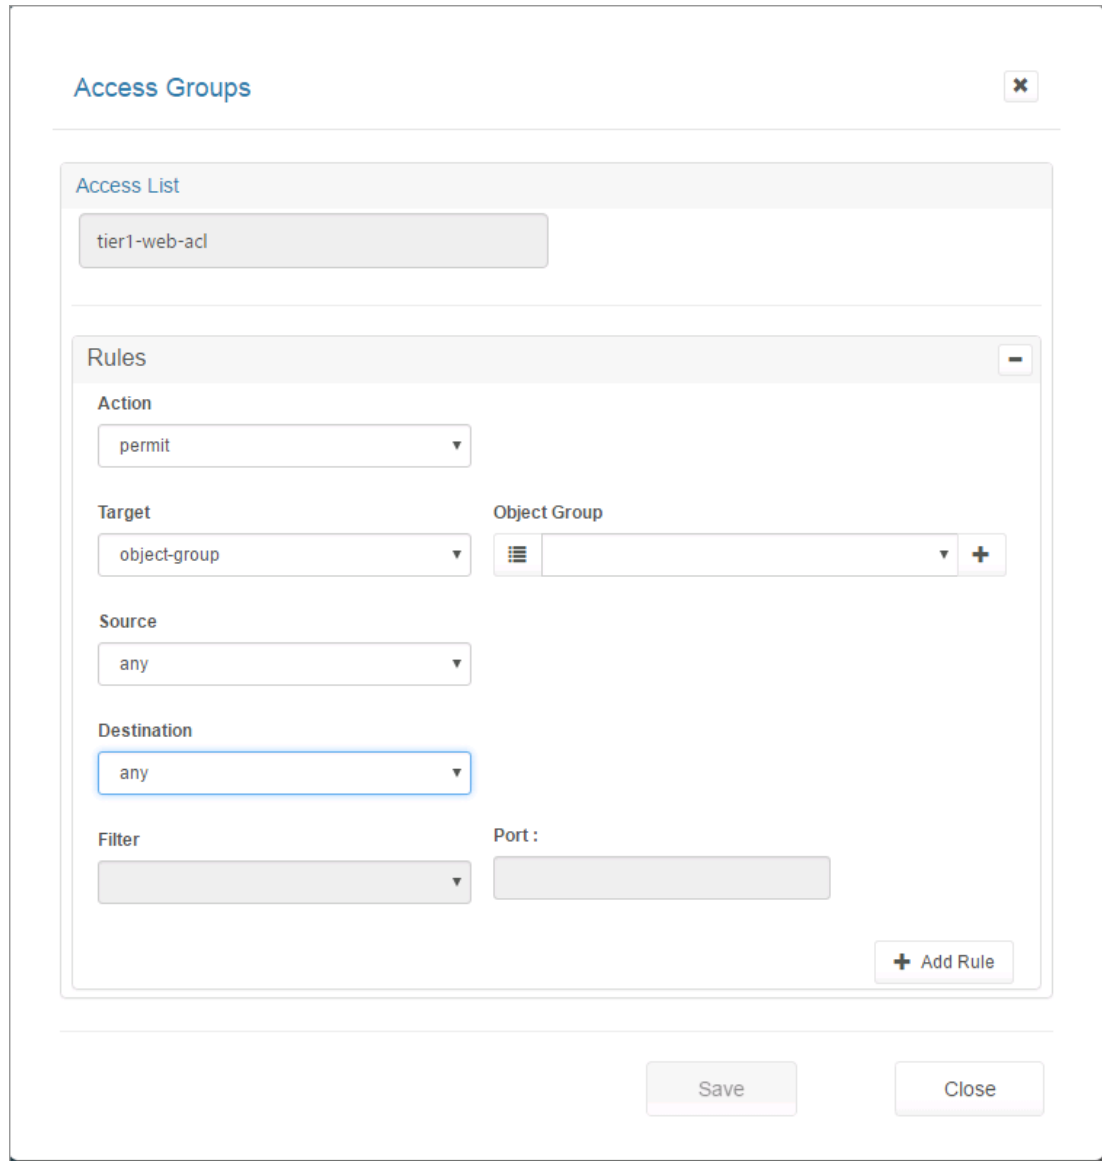 Access Groups
Access List
tier1-web-acl
Rules
Action
permit
Target Object Group
object-group
Source
any
Destination
any
Filter Port :
Add Rule
Save Close